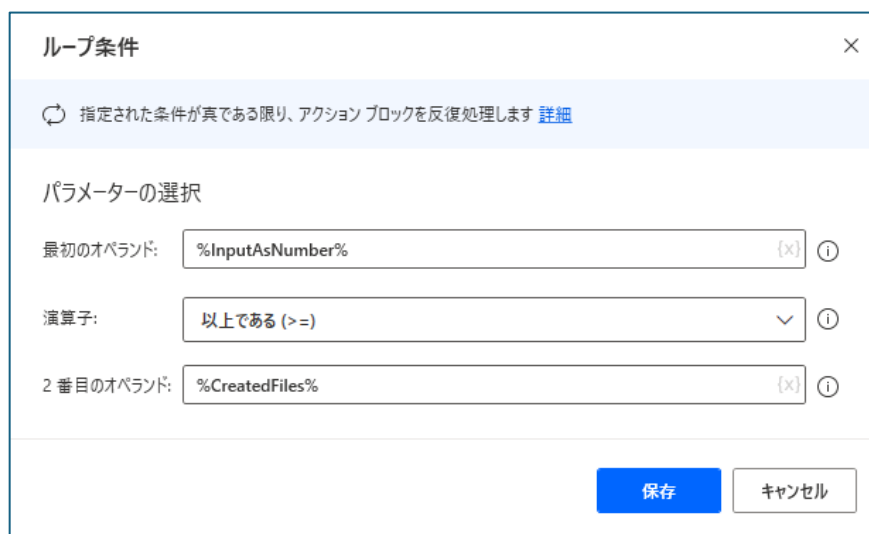 ループ条件
指定された条件が真である限り、アクション ブロックを反復処理します 詳細
パラメーターの選択
最初のオペランド: %InputAsNumber% {x}
演算子: 以上である (>=)
2 番目のオペランド: %CreatedFiles% {x}
保存 キャンセル